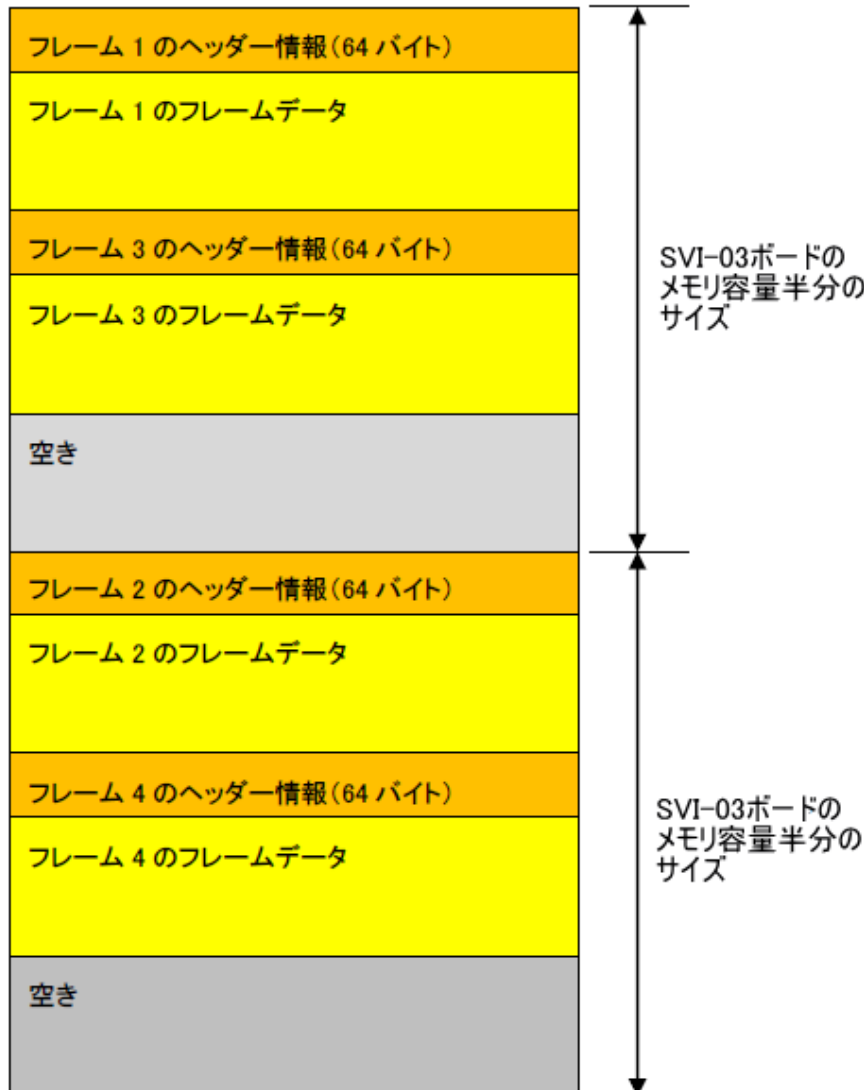 フレーム 1 のヘッダー情報(64 バイト)
フレーム 1 のフレームデータ
フレーム 3 のヘッダー情報(64 バイト)
フレーム 3 のフレームデータ
空き
SVI-03ボードの
メモリ容量半分の
サイズ
フレーム 2 のヘッダー情報(64 バイト)
フレーム 2 のフレームデータ
フレーム 4 のヘッダー情報(64 バイト)
フレーム 4 のフレームデータ
空き
SVI-03ボードの
メモリ容量半分の
サイズ